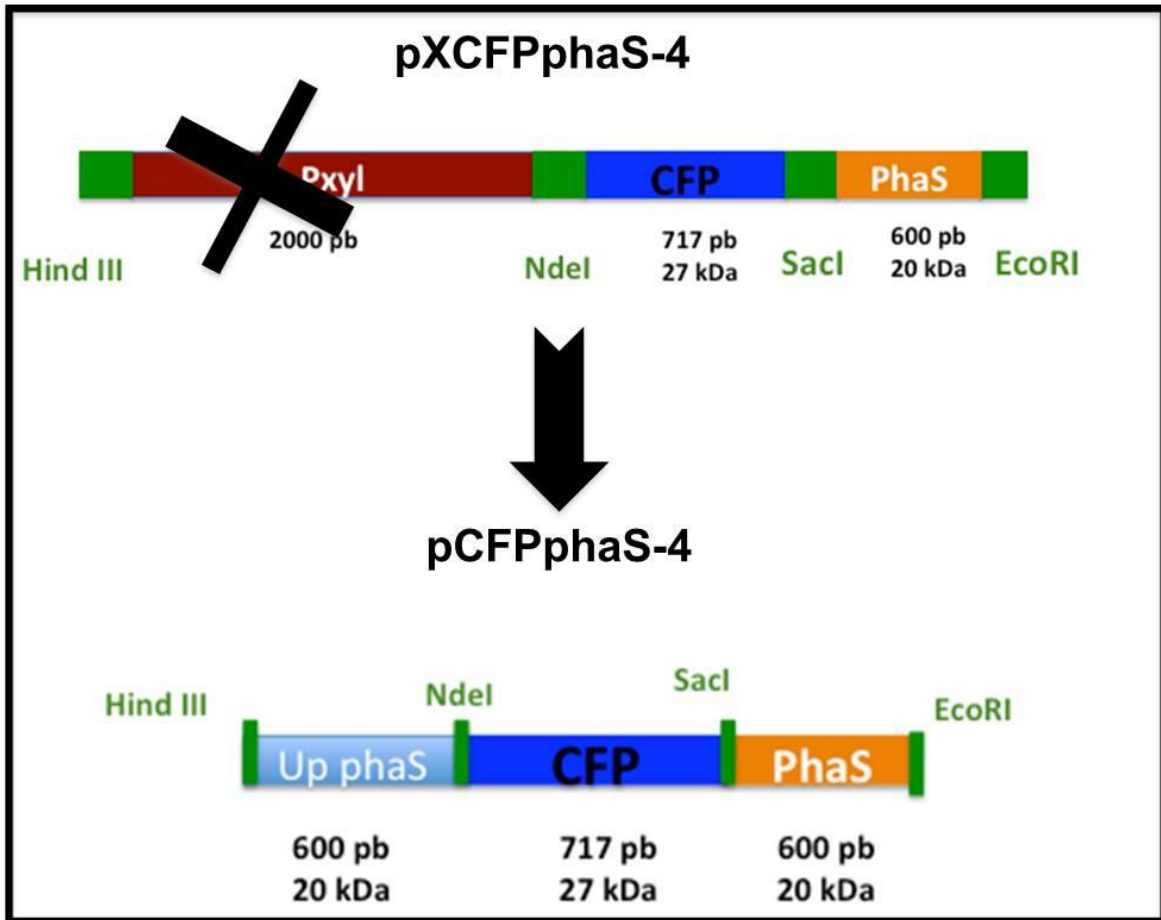 pXCFPphaS-4
Pxyl
CFP
PhaS
2000 pb
717 pb
27 kDa
600 pb
20 kDa
Hind III
NdeI
SacI
EcoRI
pCFPphaS-4
Hind III
NdeI
SacI
EcoRI
Up phaS
CFP
PhaS
600 pb
20 kDa
717 pb
27 kDa
600 pb
20 kDa